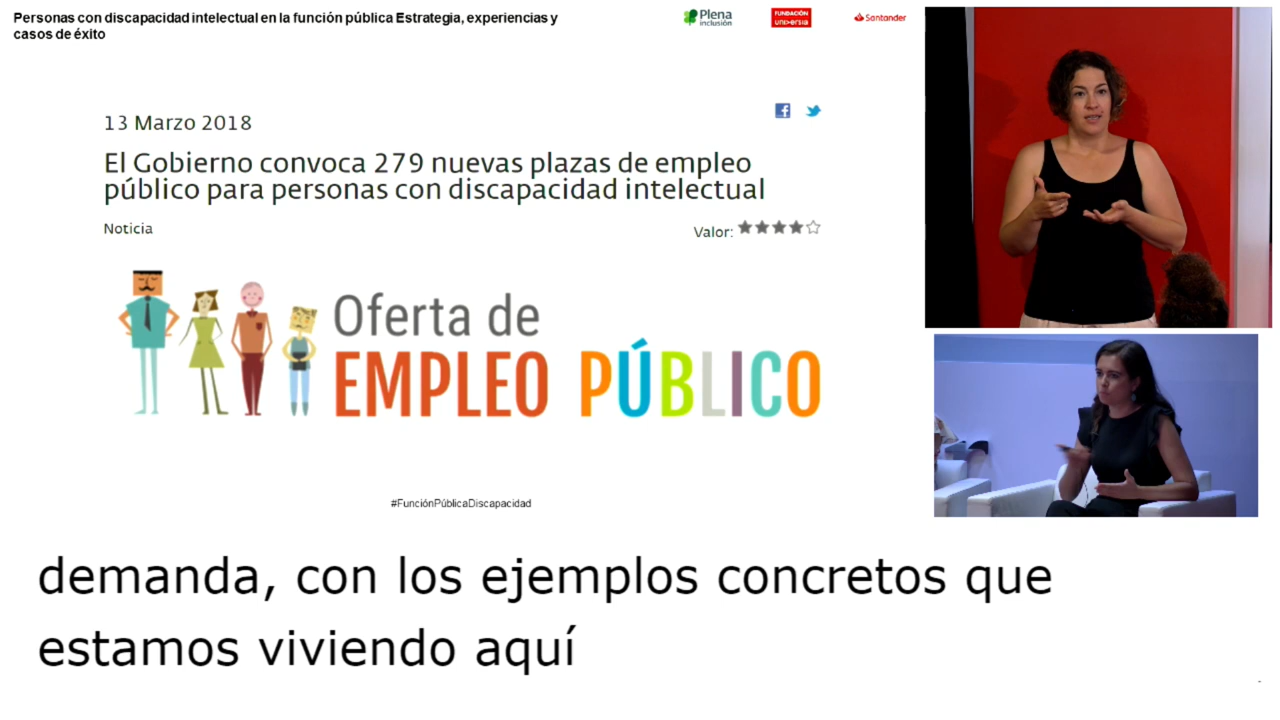 Personas con discapacidad intelectual en la función pública Estrategia, experiencias y
casos de éxito
Plena
inclusión
FUNDACIÓN
UNIVERSIA
Santander
13 Marzo 2018
El Gobierno convoca 279 nuevas plazas de empleo
público para personas con discapacidad intelectual
Noticia
Valor:
Oferta de
EMPLEO PÚBLICO
#FunciónPúblicaDiscapacidad
demanda, con los ejemplos concretos que
estamos viviendo aquí